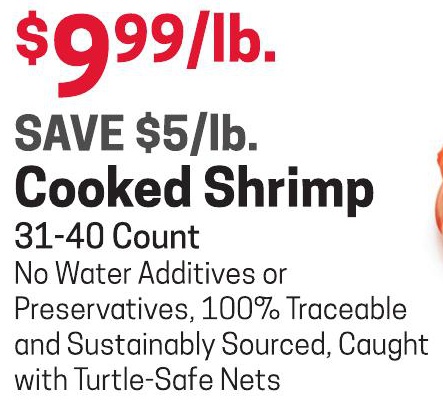 $9.99/lb.
SAVE $5/lb.
Cooked Shrimp
31-40 Count
No Water Additives or
Preservatives, 100% Traceable
and Sustainably Sourced, Caught
with Turtle-Safe Nets